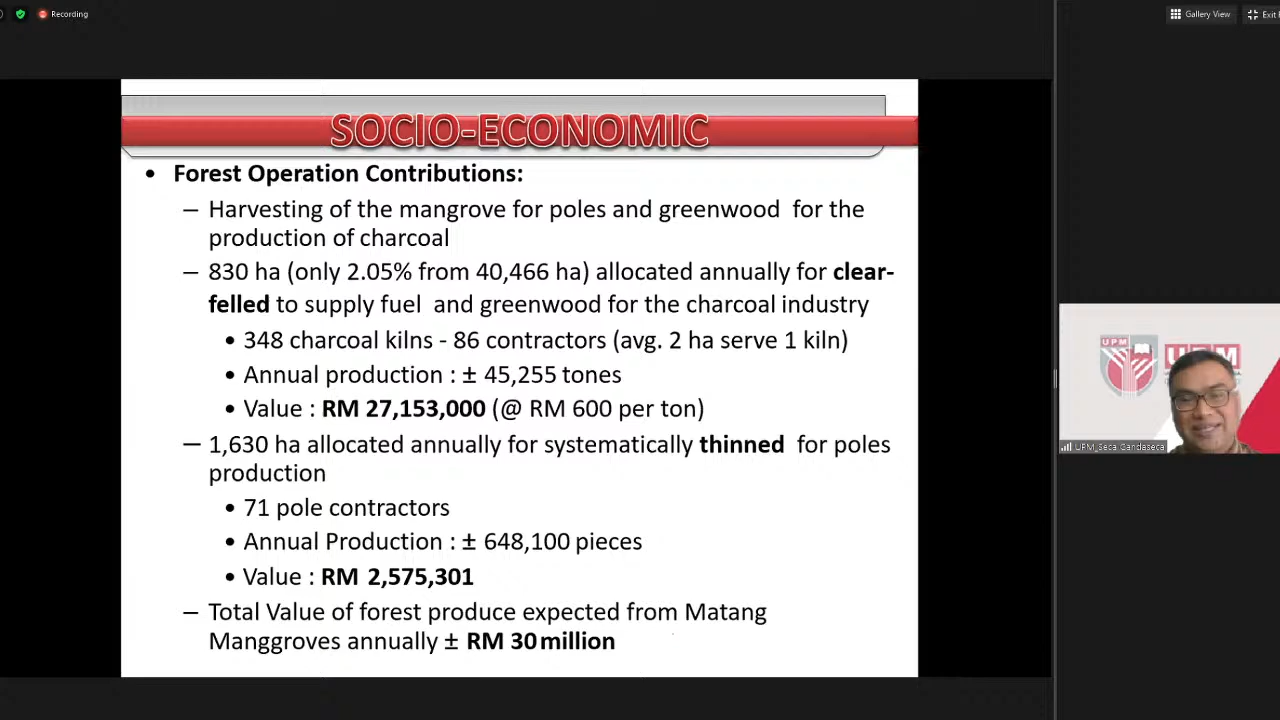 Recording
Gallery View
Exit
SOCIO-ECONOMIC
• Forest Operation Contributions:
– Harvesting of the mangrove for poles and greenwood for the
production of charcoal
– 830 ha (only 2.05% from 40,466 ha) allocated annually for clear-
felled to supply fuel and greenwood for the charcoal industry
• 348 charcoal kilns - 86 contractors (avg. 2 ha serve 1 kiln)
• Annual production : ± 45,255 tones
• Value : RM 27,153,000 (@ RM 600 per ton)
– 1,630 ha allocated annually for systematically thinned for poles
production
• 71 pole contractors
• Annual Production : ± 648,100 pieces
• Value : RM 2,575,301
– Total Value of forest produce expected from Matang
Manggroves annually ± RM 30 million
UPM
UPM
UPM_Seca Gandaseca